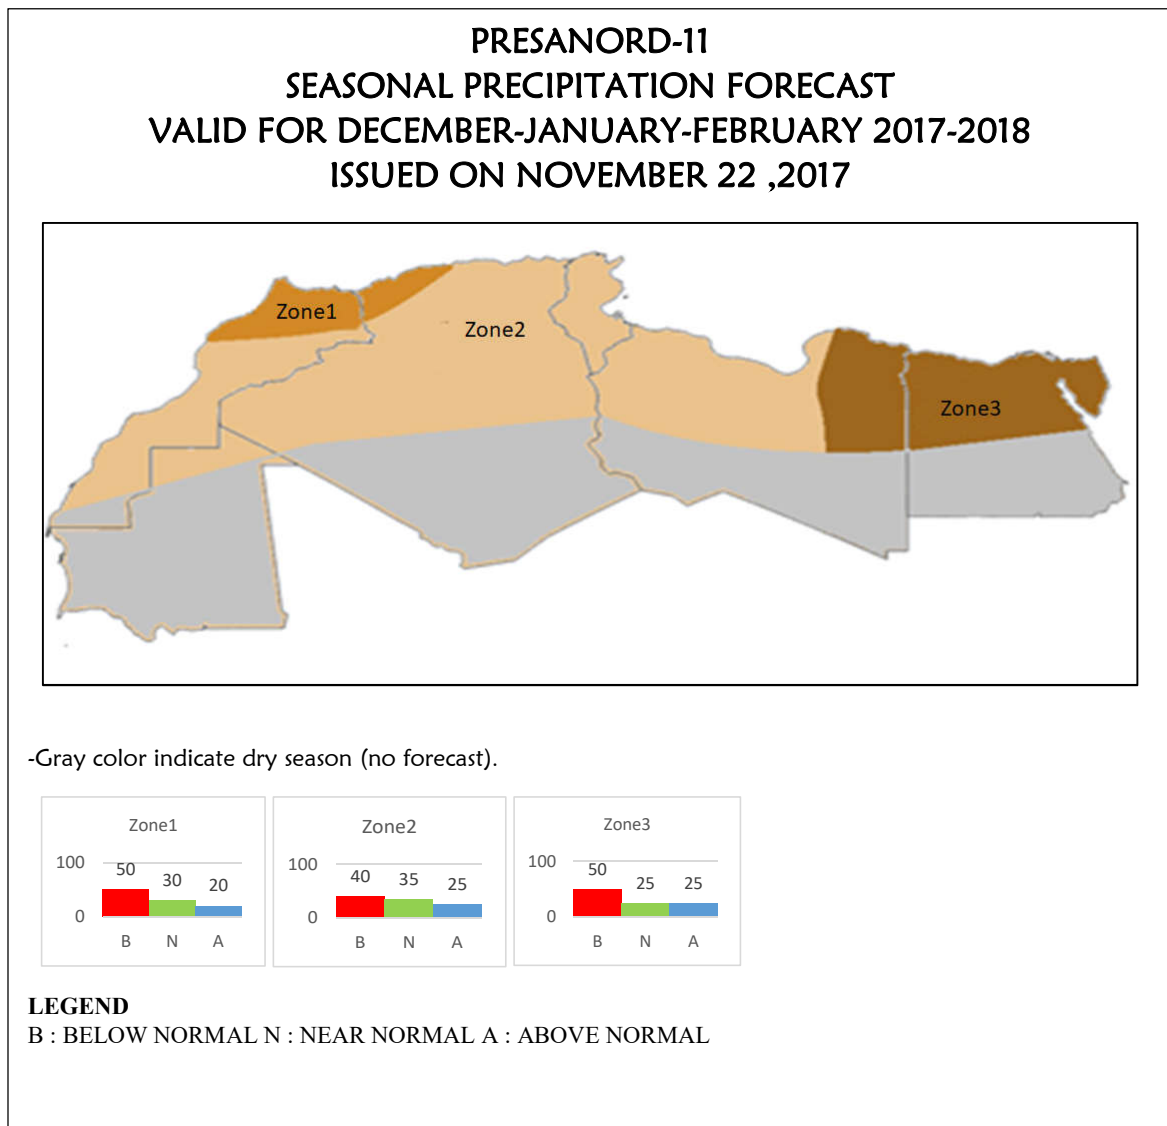 PRESANORD-11
SEASONAL PRECIPITATION FORECAST
VALID FOR DECEMBER-JANUARY-FEBRUARY 2017-2018
ISSUED ON NOVEMBER 22 ,2017
Zone1
Zone2
Zone3
-Gray color indicate dry season (no forecast).
Zone1
100
50
30
20
0
B N A
Zone2
100
40
35
25
0
B N A
Zone3
100
50
25
25
0
B N A
LEGEND
B : BELOW NORMAL N : NEAR NORMAL A : ABOVE NORMAL